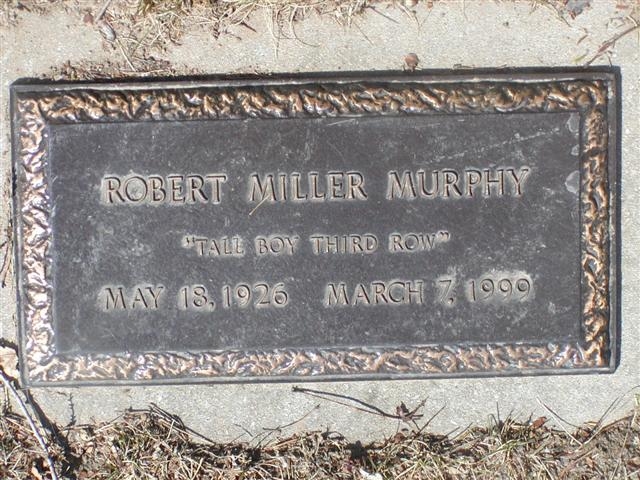 ROBERT MILLER MURPHY
"TALL BOY THIRD ROW"
MAY 18, 1926 MARCH 7, 1999